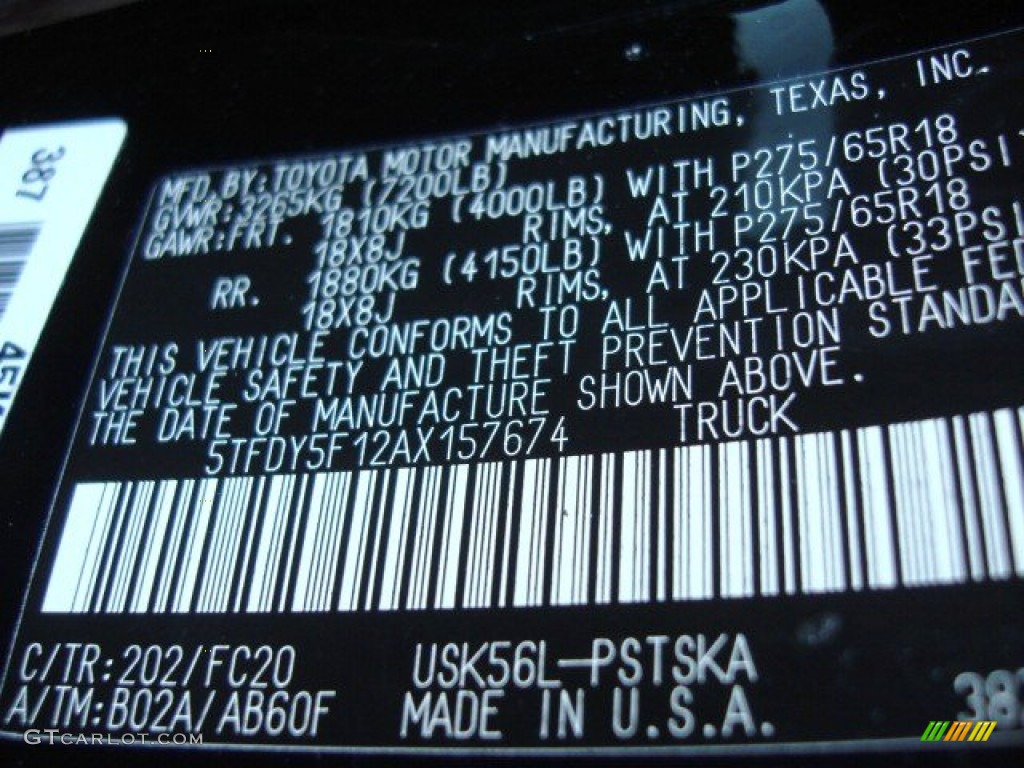 387
MFD.BY:TOYOTA MOTOR MANUFACTURING, TEXAS, INC.
GVWR:3265KG (7200LB)
GAWR:FRT. 1810KG (4000LB) WITH P275/65R18
18X8J RIMS, AT 210KPA (30PSI
RR. 1880KG (4150LB) WITH P275/65R18
18X8J RIMS, AT 230KPA (33PSI
THIS VEHICLE CONFORMS TO ALL APPLICABLE FED
VEHICLE SAFETY AND THEFT PREVENTION STANDA
THE DATE OF MANUFACTURE SHOWN ABOVE.
5TFDY5F12AX157674 TRUCK
C/TR:202/FC20 USK56L-PSTSKA
A/TM:B02A/AB60F MADE IN U.S.A.
387
GTcarlot.com